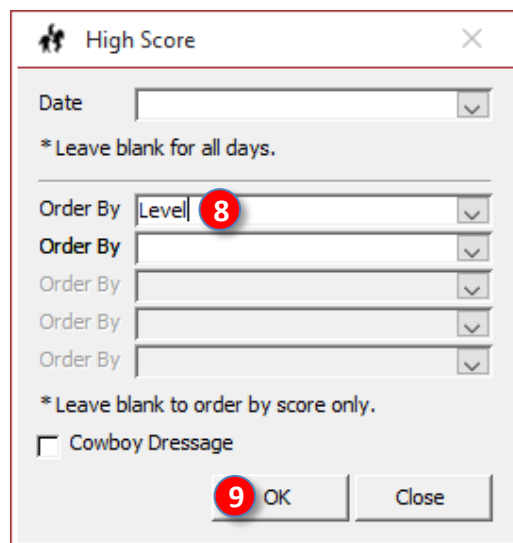 High Score
Date
*Leave blank for all days.
Order By Level 8
Order By
Order By
Order By
Order By
*Leave blank to order by score only.
Cowboy Dressage
9 OK Close